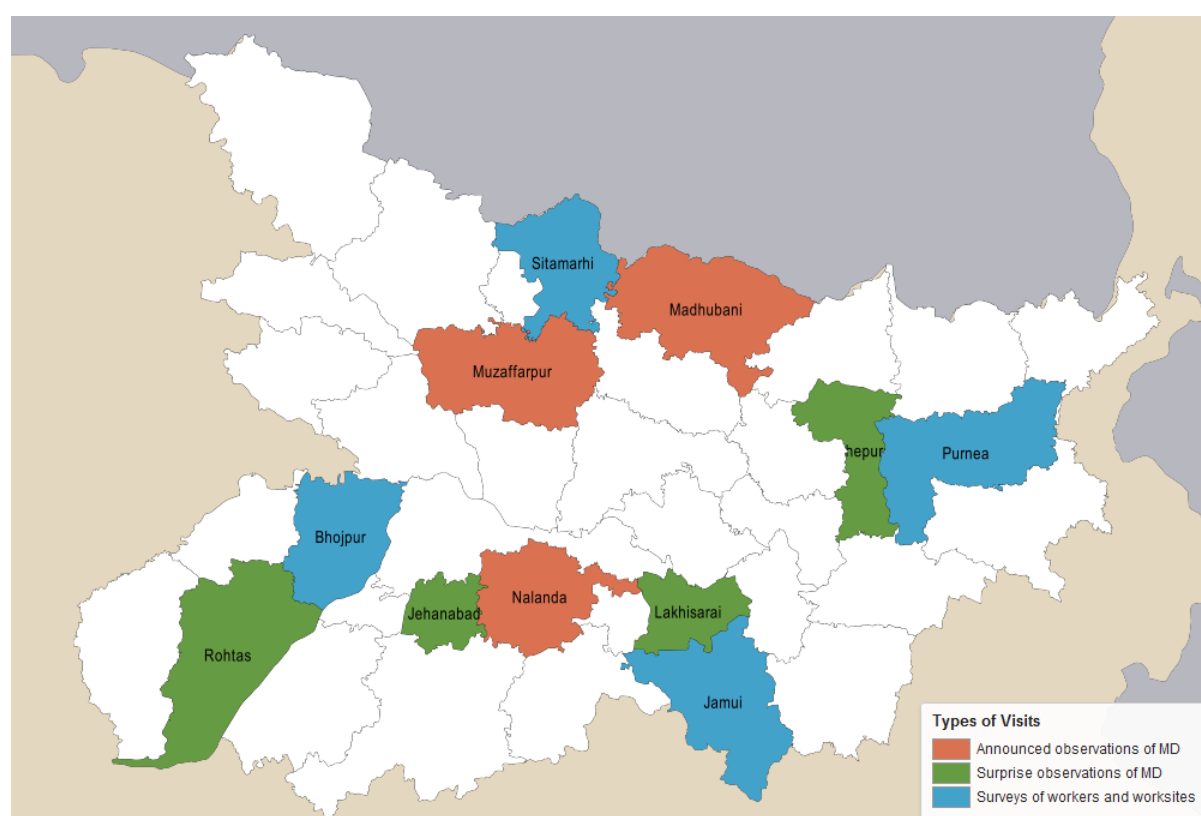 Sitamarhi
Madhubani
Muzaffarpur
hepur
Purnea
Bhojpur
Nalanda
Jehanabad
Lakhisarai
Rohtas
Jamui
Types of Visits
Announced observations of MD
Surprise observations of MD
Surveys of workers and worksites